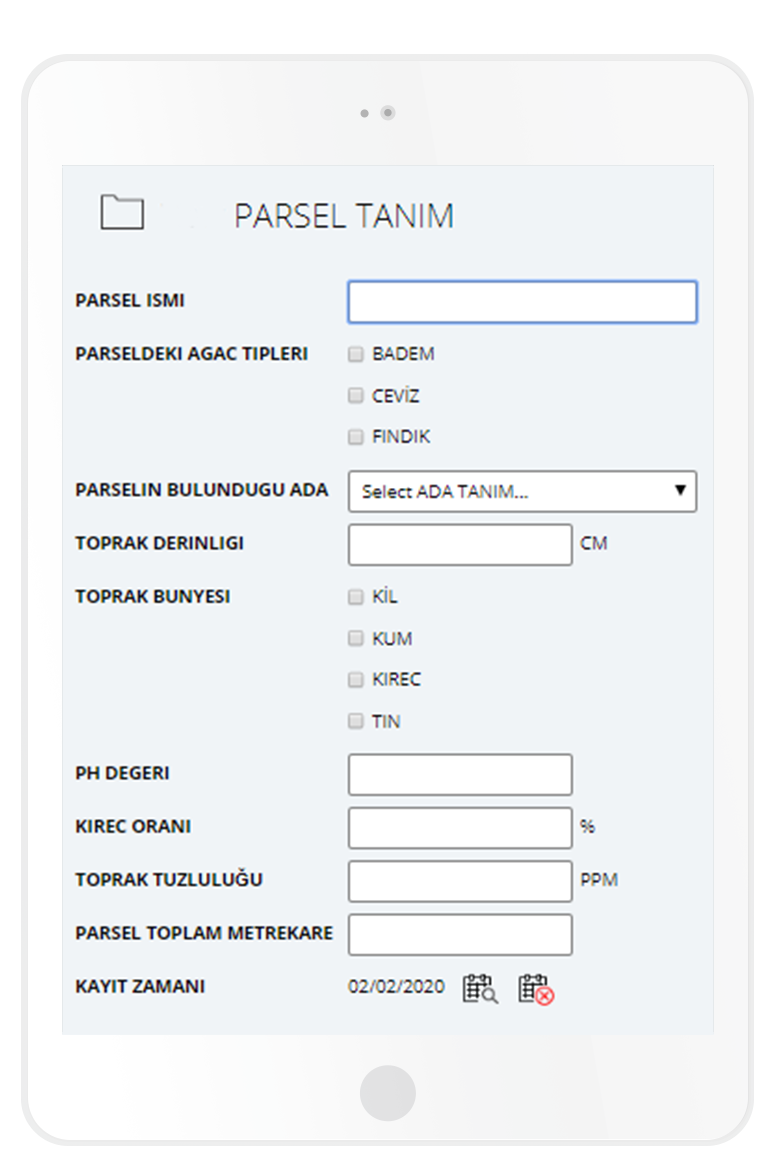 PARSEL TANIM
PARSEL ISMI
PARSELDEKI AGAC TIPLERI
BADEM
CEVİZ
FINDIK
PARSELIN BULUNDUGU ADA
Select ADA TANIM...
TOPRAK DERINLIGI
CM
TOPRAK BUNYESI
KİL
KUM
KIREC
TIN
PH DEGERI
KIREC ORANI
%
TOPRAK TUZLULUĞU
PPM
PARSEL TOPLAM METREKARE
KAYIT ZAMANI
02/02/2020